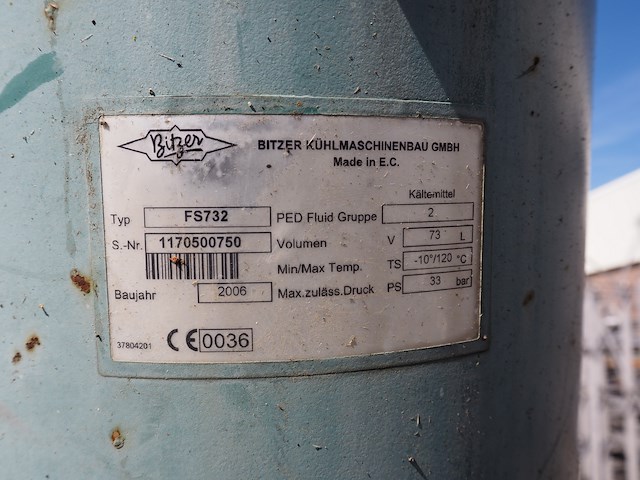 Bitzer
BITZER KÜHLMASCHINENBAU GMBH
Made in E.C.
Kältemittel
Typ FS732 PED Fluid Gruppe 2
S.-Nr. 1170500750 Volumen V 73 L
Min/Max Temp. TS -10°/120 °C
Baujahr 2006 Max.zuläss.Druck PS 33 bar
37804201 CE 0036